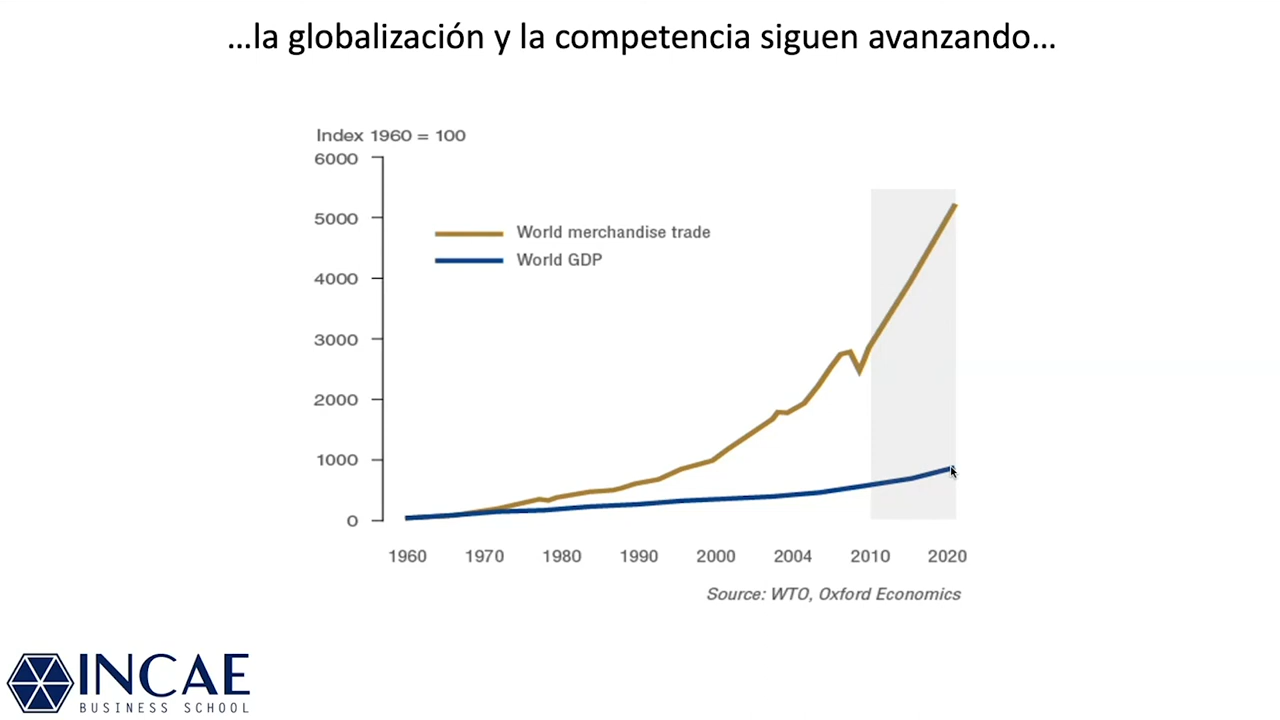 ...la globalización y la competencia siguen avanzando...
Index 1960 = 100
6000
5000
4000
3000
2000
1000
0
World merchandise trade
World GDP
1960 1970 1980 1990 2000 2004 2010 2020
Source: WTO, Oxford Economics
INCAE
BUSINESS SCHOOL